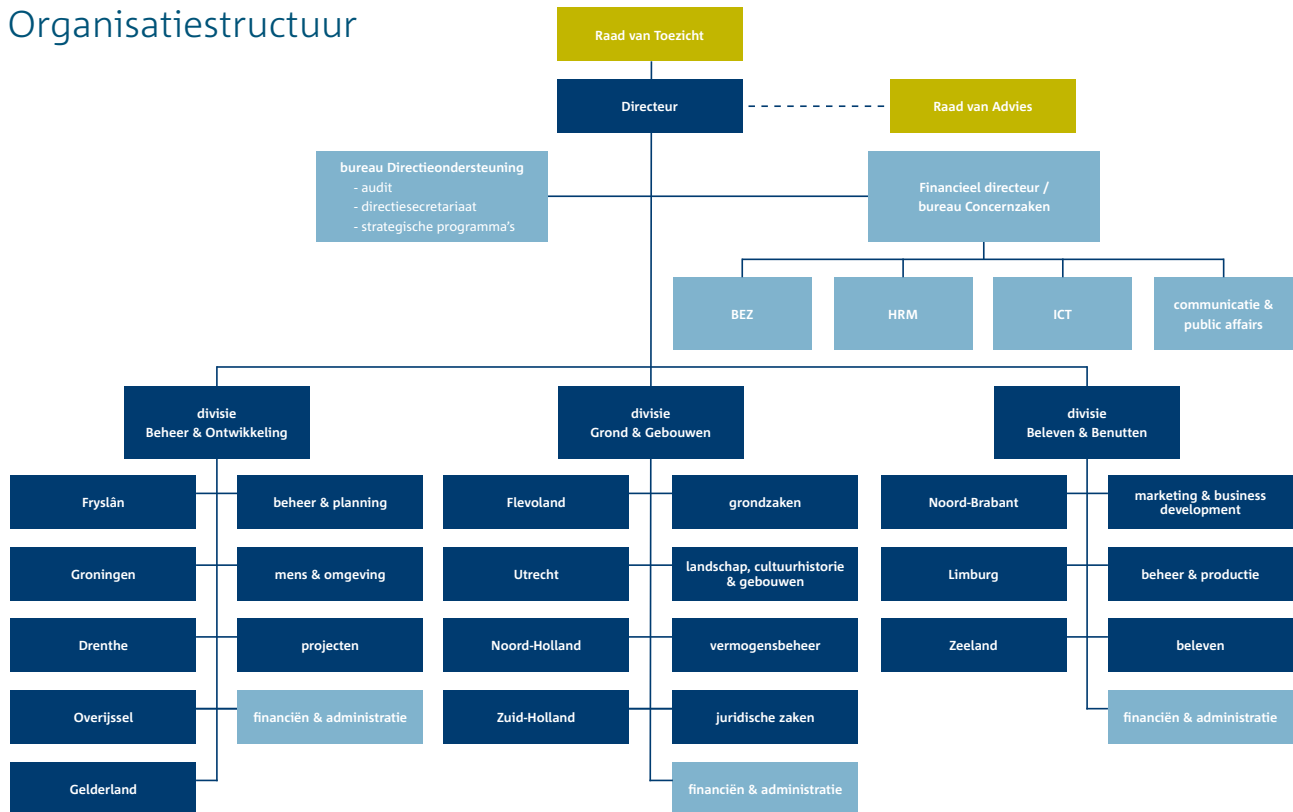 Organisatiestructuur
Raad van Toezicht
Directeur
Raad van Advies
bureau Directieondersteuning
- audit
- directiesecretariaat
- strategische programma's
Financieel directeur /
bureau Concernzaken
BEZ
HRM
ICT
communicatie &
public affairs
divisie
Beheer & Ontwikkeling
divisie
Grond & Gebouwen
divisie
Beleven & Benutten
Fryslân
beheer & planning
Groningen
mens & omgeving
Drenthe
projecten
Overijssel
financiën & administratie
Gelderland
Flevoland
grondzaken
Utrecht
landschap, cultuurhistorie
& gebouwen
Noord-Holland
vermogensbeheer
Zuid-Holland
juridische zaken
financiën & administratie
Noord-Brabant
marketing & business
development
Limburg
beheer & productie
Zeeland
beleven
financiën & administratie